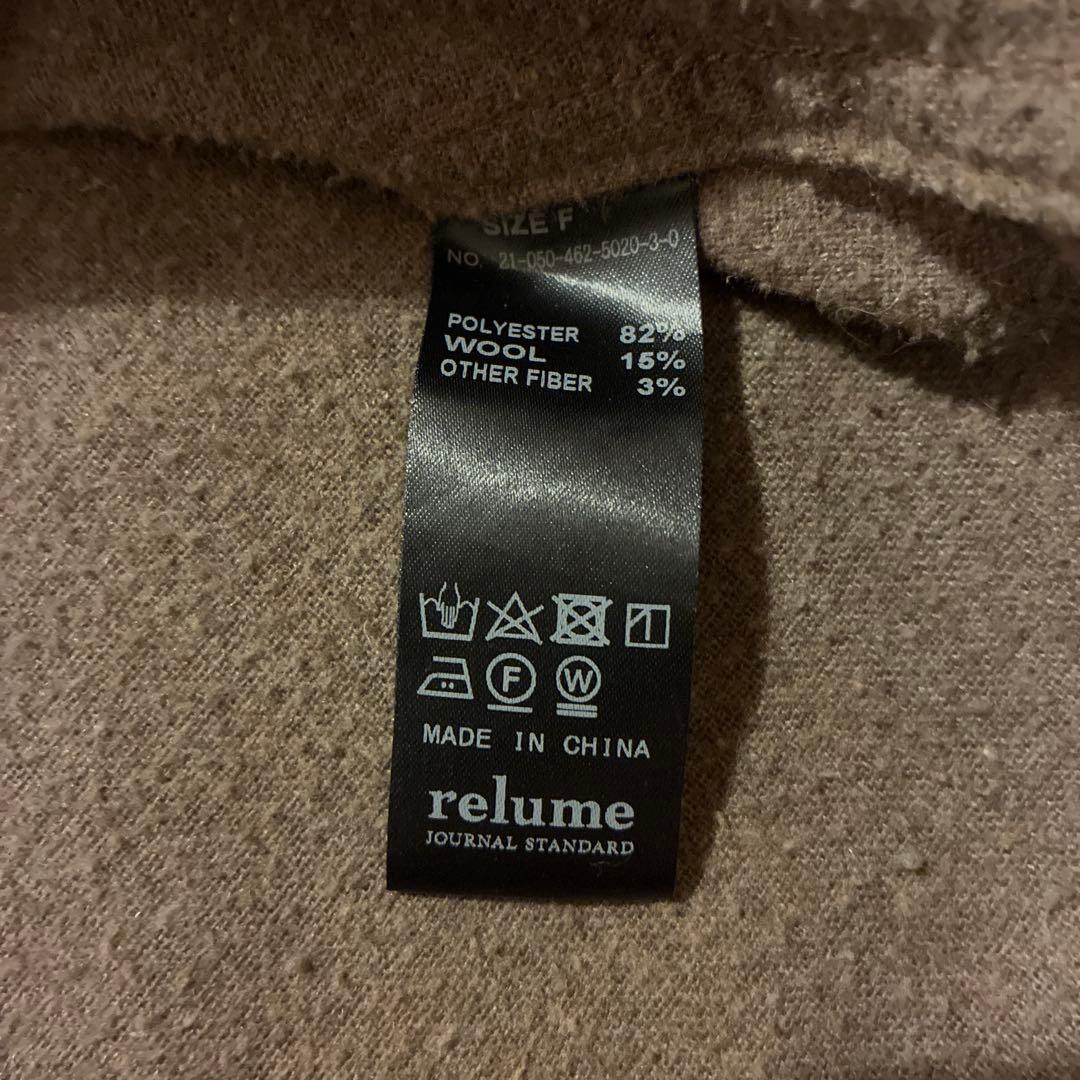 SIZE F
NO. 21-050-462-5020-3-0
POLYESTER 82%
WOOL 15%
OTHER FIBER 3%
F W
MADE IN CHINA
relume
JOURNAL STANDARD